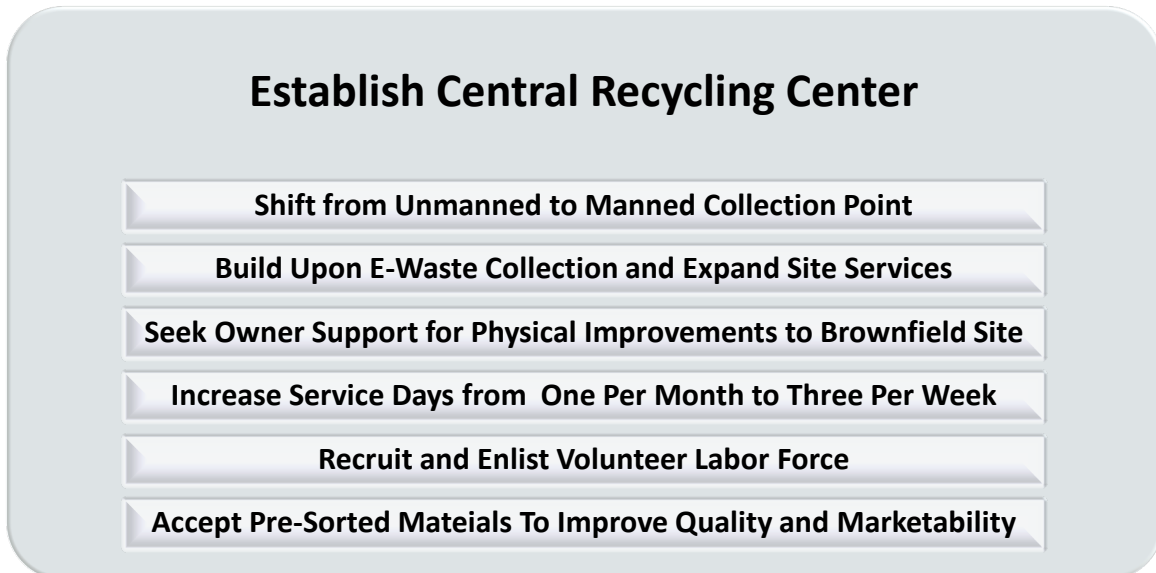 Establish Central Recycling Center
Shift from Unmanned to Manned Collection Point
Build Upon E-Waste Collection and Expand Site Services
Seek Owner Support for Physical Improvements to Brownfield Site
Increase Service Days from  One Per Month to Three Per Week
Recruit and Enlist Volunteer Labor Force
Accept Pre-Sorted Mateials To Improve Quality and Marketability